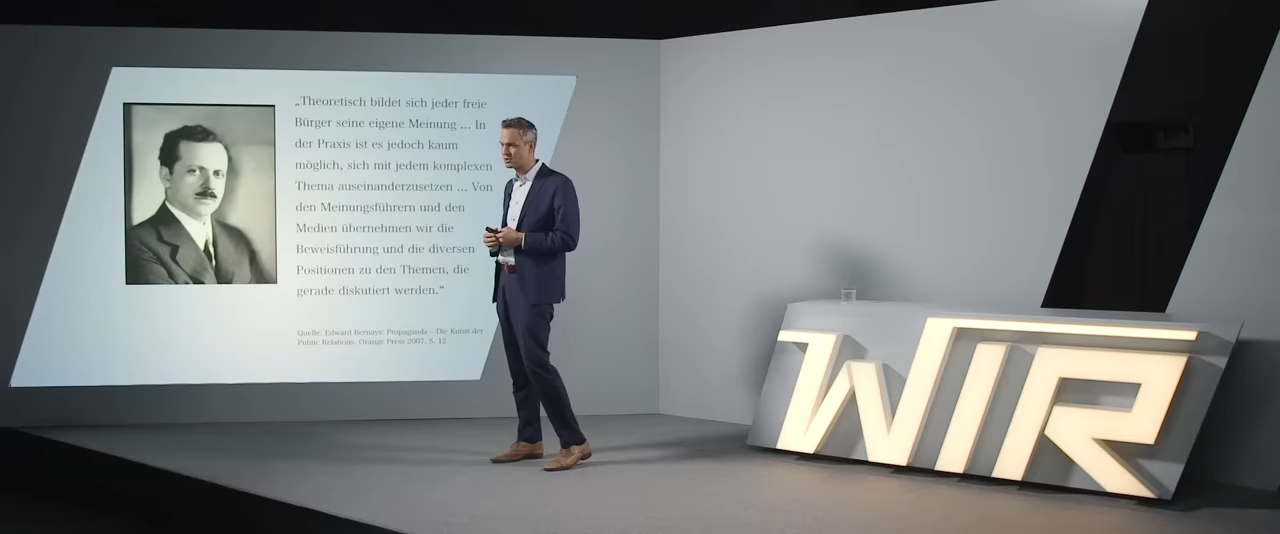 „Theoretisch bildet sich jeder freie
Bürger seine eigene Meinung ... In
der Praxis ist es jedoch kaum
möglich, sich mit jedem komplexen
Thema auseinanderzusetzen ... Von
den Meinungsführern und den
Medien übernehmen wir die
Beweisführung und die diversen
Positionen zu den Themen, die
gerade diskutiert werden.“
Quelle: Edward Bernays: Propaganda – Die Kunst der
Public Relations. Orange Press 2007, S. 12
WIR